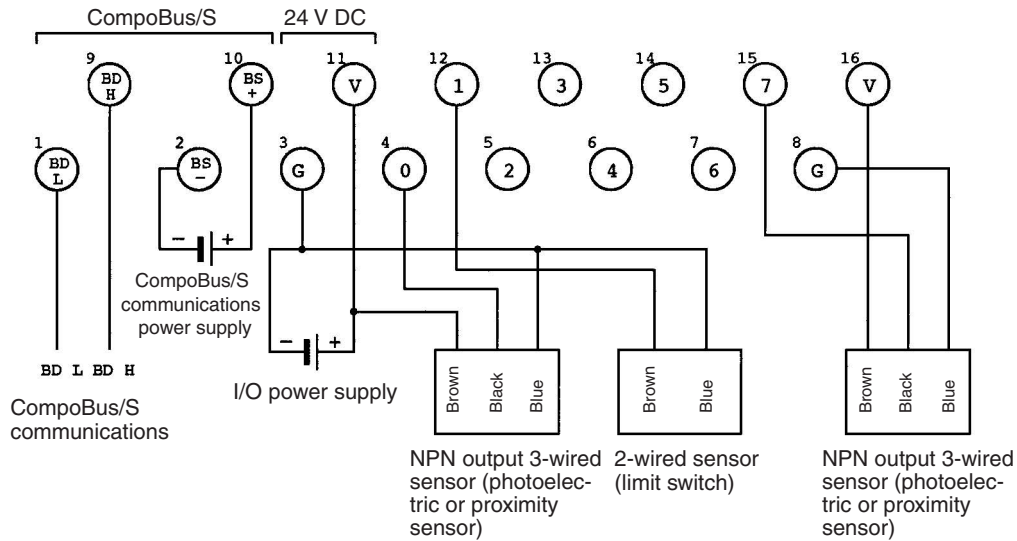 CompoBus/S
24 V DC
9
10
11
12
13
14
15
16
BD
H
BS
+
V
1
3
5
7
V
1
2
3
4
5
6
7
8
BD
L
BS
−
G
0
2
4
6
G
− +
CompoBus/S
communications
power supply
− +
I/O power supply
BD L BD H
CompoBus/S
communications
Brown
Black
Blue
Brown
Blue
Brown
Black
Blue
NPN output 3-wired
sensor (photoelec-
tric or proximity
sensor)
2-wired sensor
(limit switch)
NPN output 3-wired
sensor (photoelec-
tric or proximity
sensor)